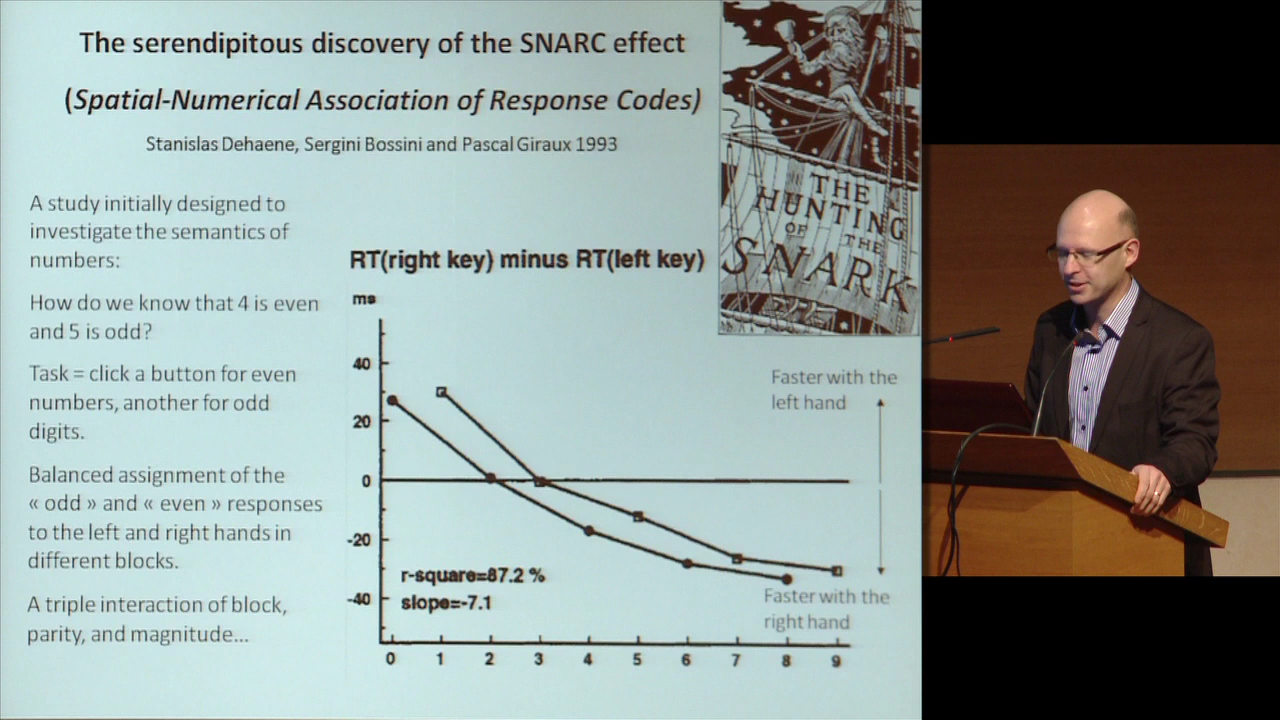 The serendipitous discovery of the SNARC effect
(Spatial-Numerical Association of Response Codes)
Stanislas Dehaene, Sergini Bossini and Pascal Giraux 1993
THE
HUNTING
OF THE
SNARK
A study initially designed to
investigate the semantics of
numbers:
How do we know that 4 is even
and 5 is odd?
Task = click a button for even
numbers, another for odd
digits.
Balanced assignment of the
« odd » and « even » responses
to the left and right hands in
different blocks.
A triple interaction of block,
parity, and magnitude...
RT(right key) minus RT(left key)
ms
40
20
0
-20
-40
r-square=87.2 %
slope=-7.1
0 1 2 3 4 5 6 7 8 9
Faster with the
left hand
Faster with the
right hand